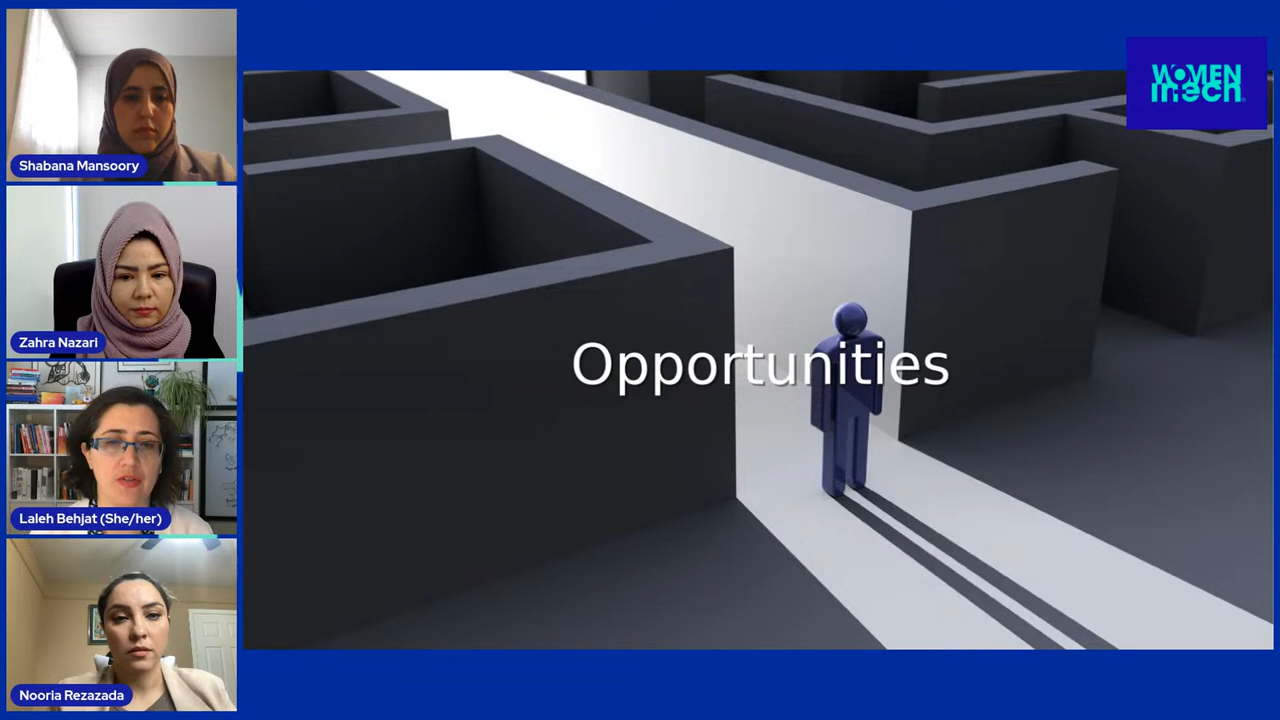 Shabana Mansoory
Zahra Nazari
Laleh Behjat (She/her)
Nooria Rezazada
Opportunities
WOMEN
in tech